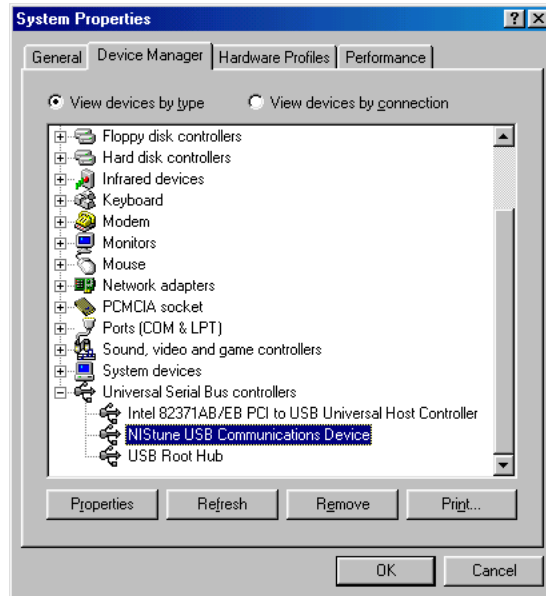 System Properties
General Device Manager Hardware Profiles Performance
View devices by type View devices by connection
Floppy disk controllers
Hard disk controllers
Infrared devices
Keyboard
Modem
Monitors
Mouse
Network adapters
PCMCIA socket
Ports (COM & LPT)
Sound, video and game controllers
System devices
Universal Serial Bus controllers
Intel 82371AB/EB PCI to USB Universal Host Controller
NIStune USB Communications Device
USB Root Hub
Properties Refresh Remove Print...
OK Cancel